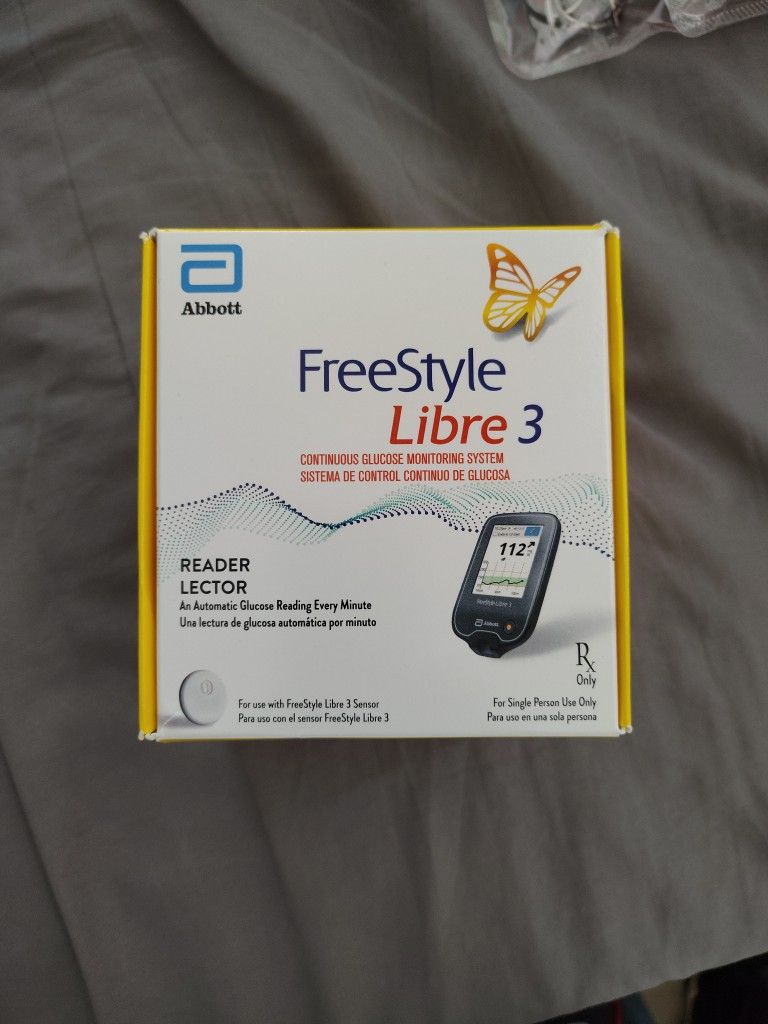 Abbott
FreeStyle
Libre 3
CONTINUOUS GLUCOSE MONITORING SYSTEM
SISTEMA DE CONTROL CONTINUO DE GLUCOSA
READER
LECTOR
An Automatic Glucose Reading Every Minute
Una lectura de glucosa automática por minuto
112
FreeStyle Libre 3
Abbott
Rx
Only
For use with FreeStyle Libre 3 Sensor
Para uso con el sensor FreeStyle Libre 3
For Single Person Use Only
Para uso en una sola persona